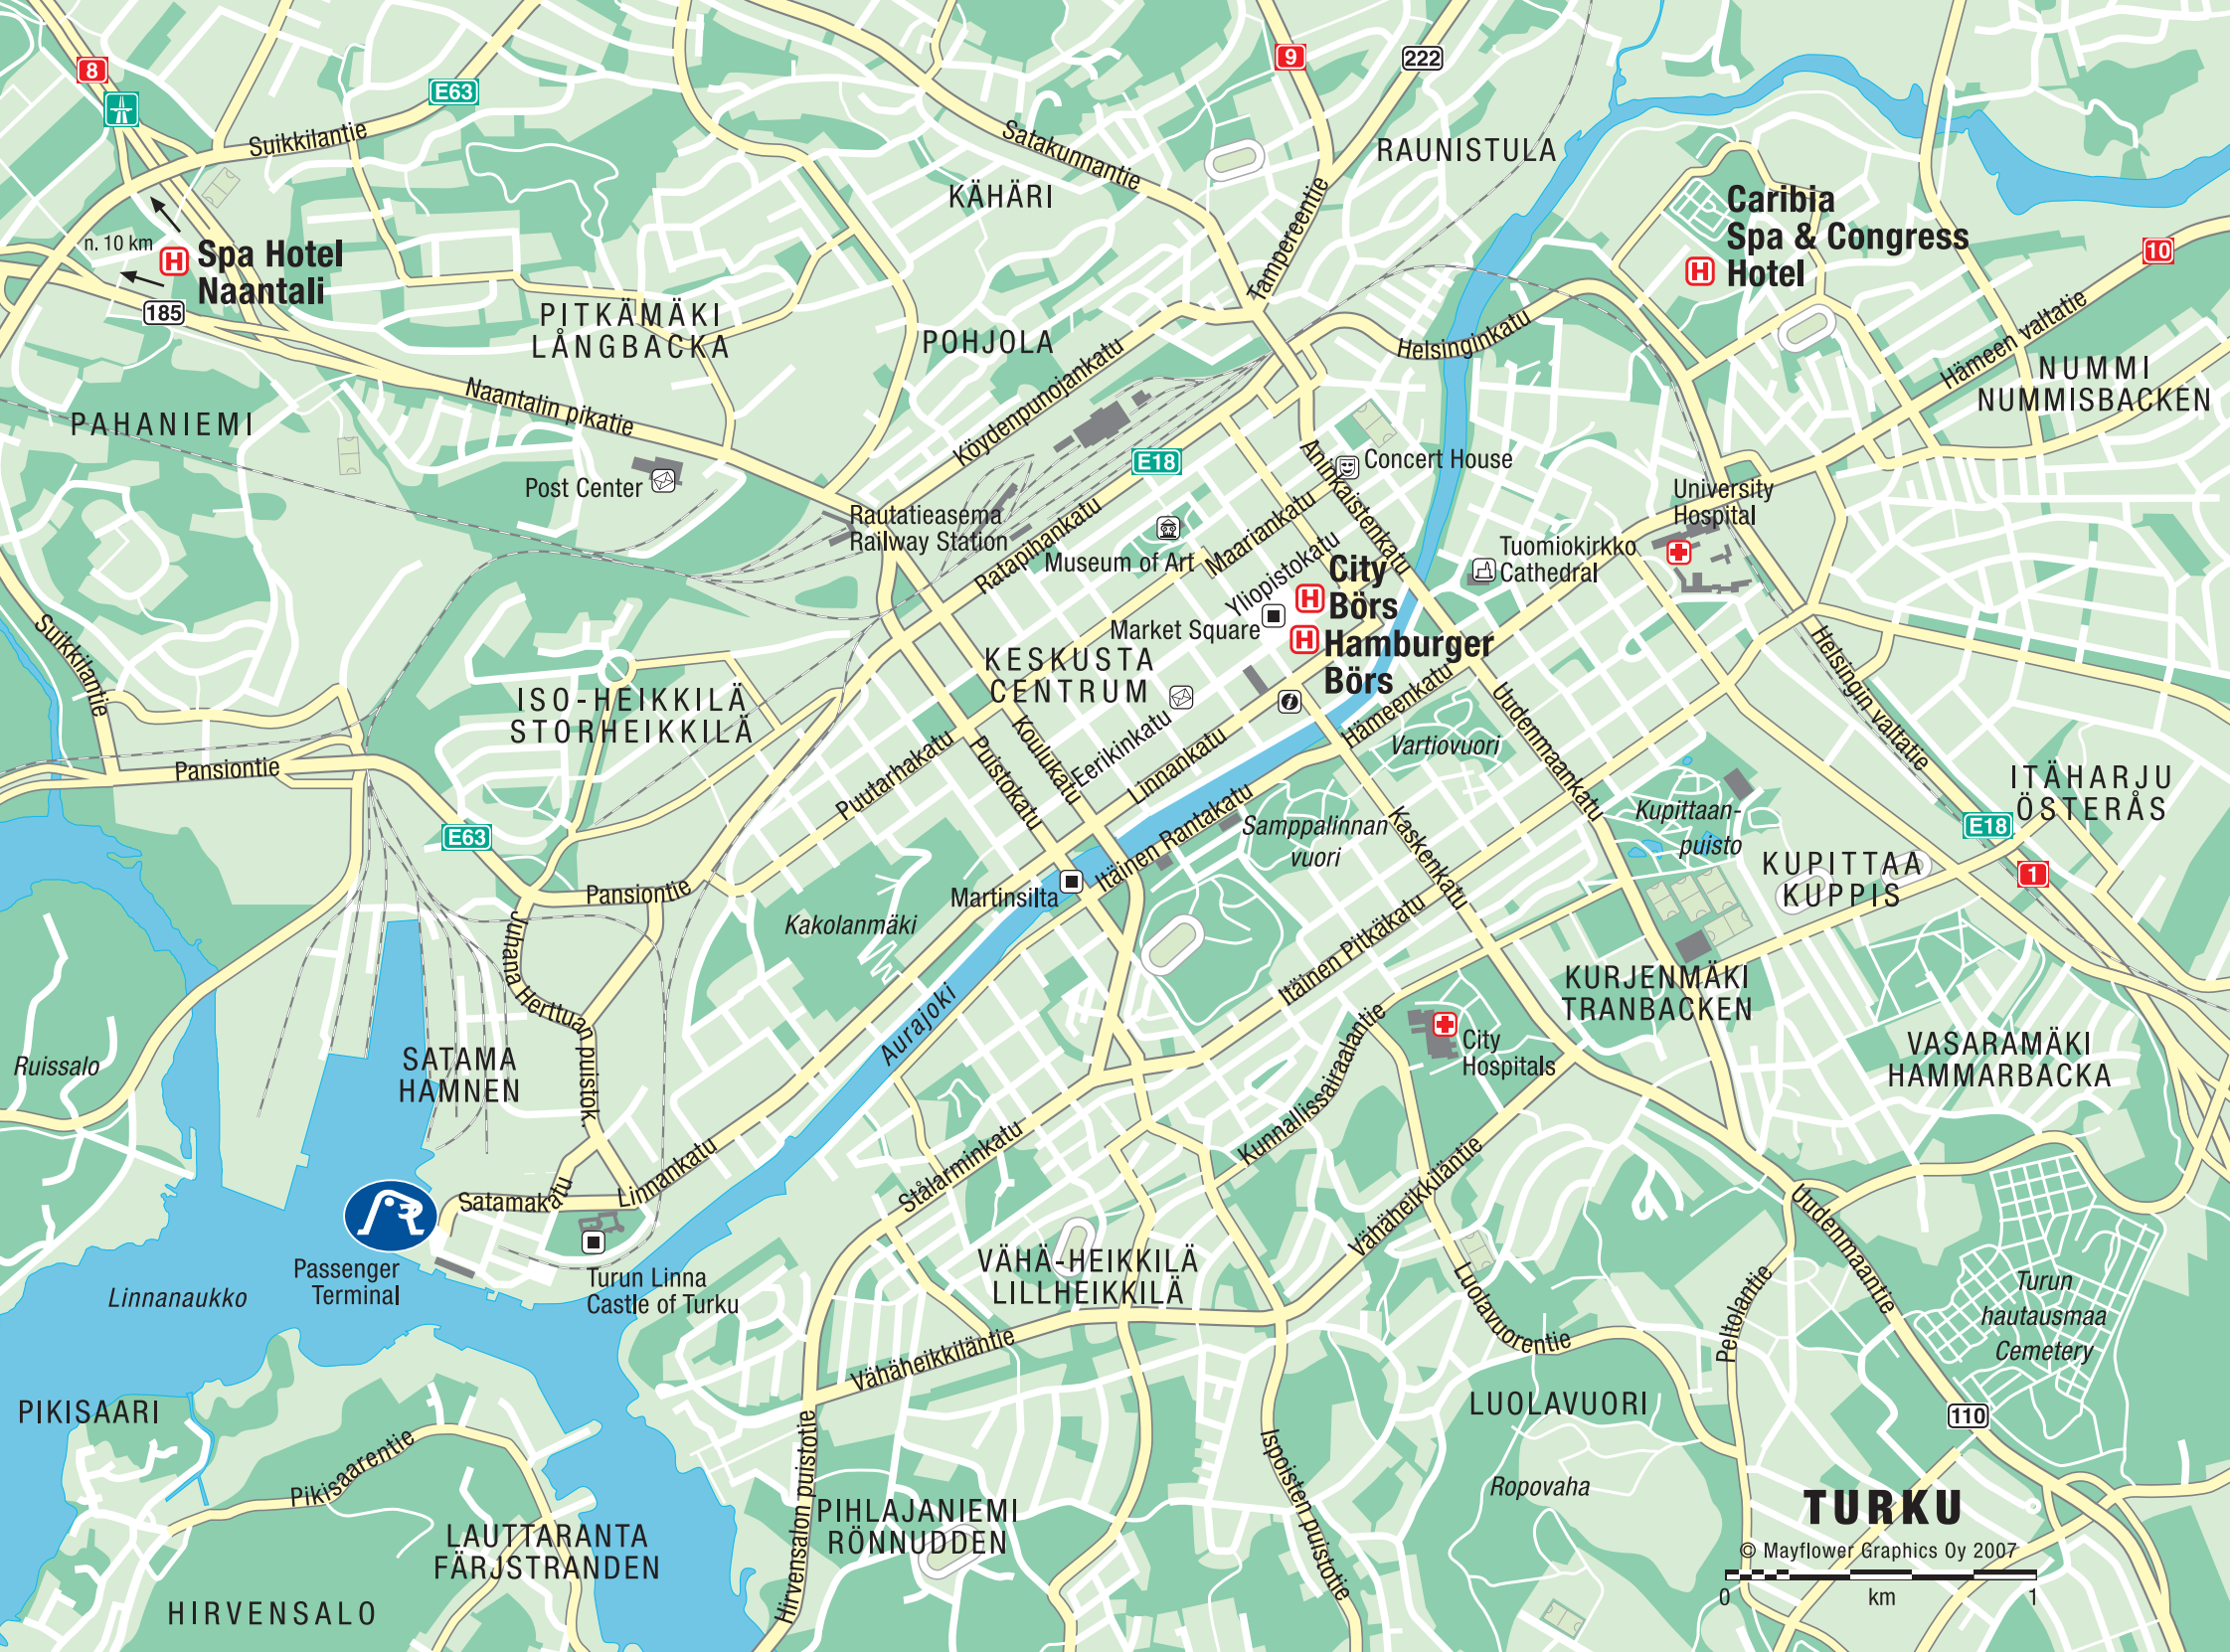 8
E63
Suikkilantie
9
222
Satakunnantie
RAUNISTULA
KÄHÄRI
Tampereentie
Caribia
Spa & Congress
Hotel
H
10
n. 10 km
H
Spa Hotel
Naantali
185
PITKÄMÄKI
LÅNGBACKA
POHJOLA
Helsinginkatu
Hämeen valtatie
NUMMI
NUMMISBACKEN
PAHANIEMI
Naantalin pikatie
Köydenpunojankatu
E18
Aninkaistenkatu
Concert House
Post Center
University
Hospital
Rautatieasema
Railway Station
Ratapihankatu
Museum of Art
Maariankatu
Yliopistokatu
Tuomiokirkko
Cathedral
H
City
Börs
Market Square
H
Hamburger
Börs
Suikkilantie
KESKUSTA
CENTRUM
Helsingin valtatie
ISO-HEIKKILÄ
STORHEIKKILÄ
Koulukatu
Eerikinkatu
i
Hämeenkatu
Uudenmaankatu
Vartiovuori
Pansiontie
Puutarhakatu
Puistokatu
Linnankatu
ITÄHARJU
ÖSTERÅS
E63
Itäinen Rantakatu
Samppalinnan
vuori
Kaskenkatu
Kupittaan-
puisto
E18
KUPITTAA
KUPPIS
1
Pansiontie
Martinsilta
Kakolanmäki
Juhana Herttuan puistok.
Itäinen Pitkäkatu
KURJENMÄKI
TRANBACKEN
Aurajoki
Ruissalo
SATAMA
HAMNEN
City
Hospitals
VASARAMÄKI
HAMMARBACKA
Kunnallissairaalantie
Stålarminkatu
Linnankatu
Satamakatu
Vähäheikkiläntie
Uudenmaantie
Passenger
Terminal
Linnanaukko
Turun Linna
Castle of Turku
VÄHÄ-HEIKKILÄ
LILLHEIKKILÄ
Luolavuorentie
Peltolantie
Turun
hautausmaa
Cemetery
Vähäheikkiläntie
PIKISAARI
LUOLAVUORI
110
Pikisaarentie
Hirvensalon puistotie
Ispoisten puistotie
Ropovaha
PIHLAJANIEMI
RÖNNUDDEN
LAUTTARANTA
FÄRJSTRANDEN
HIRVENSALO
TURKU
© Mayflower Graphics Oy 2007
0 km 1